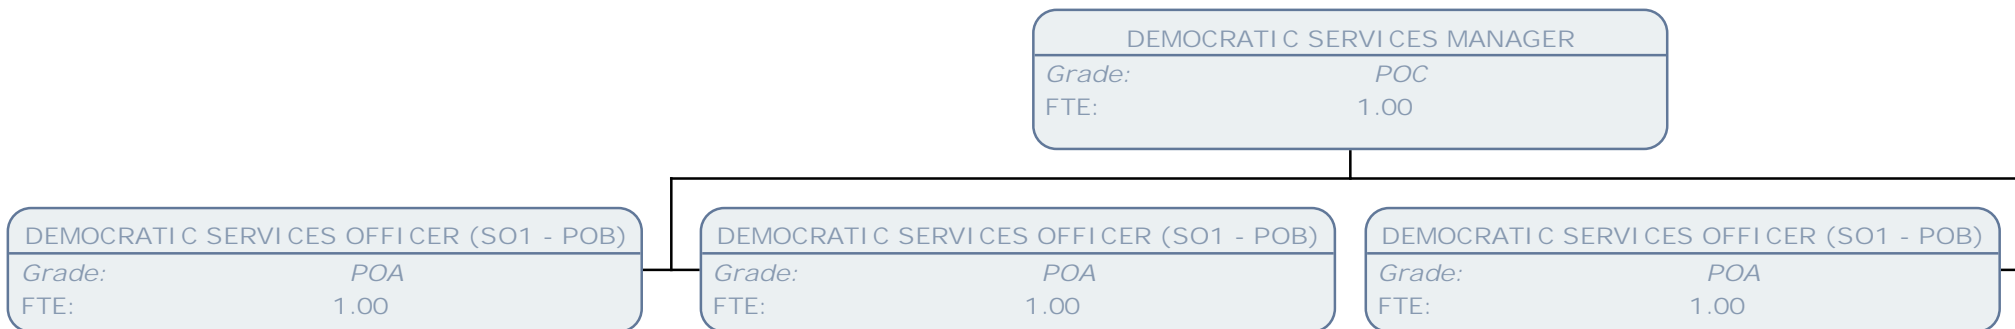 DEMOCRATIC SERVICES MANAGER
Grade: POC
FTE: 1.00
DEMOCRATIC SERVICES OFFICER (SO1 - POB)
Grade: POA
FTE: 1.00
DEMOCRATIC SERVICES OFFICER (SO1 - POB)
Grade: POA
FTE: 1.00
DEMOCRATIC SERVICES OFFICER (SO1 - POB)
Grade: POA
FTE: 1.00